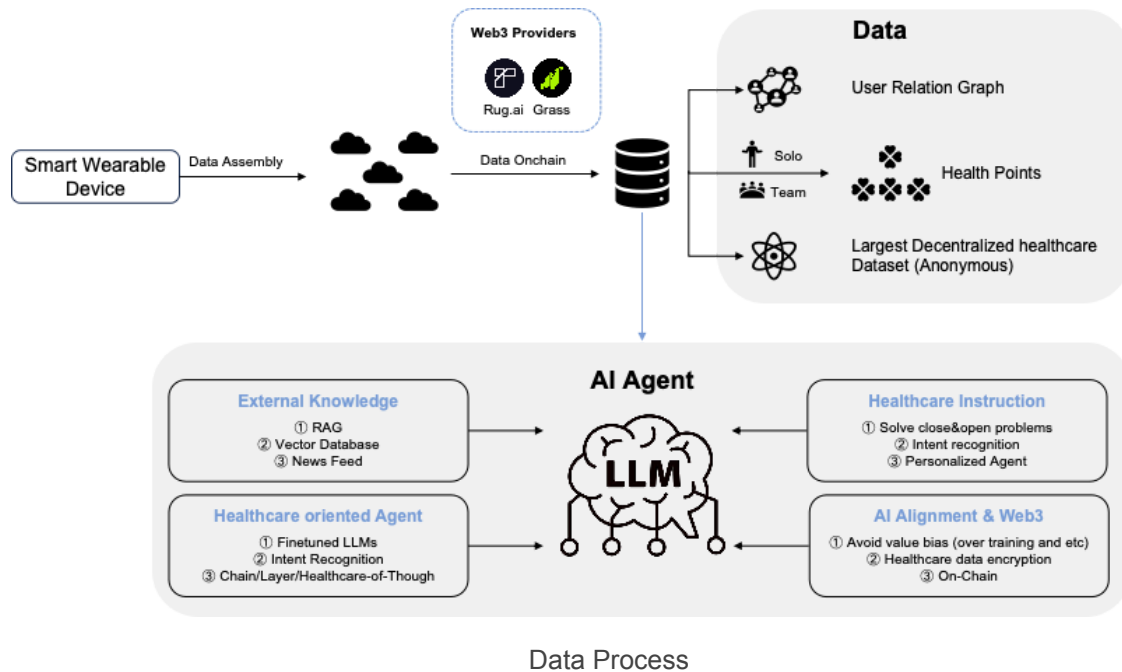 Web3 Providers
Rug.ai Grass
Data
User Relation Graph
Smart Wearable
Device
Data Assembly
Data Onchain
Solo
Team
Health Points
Largest Decentralized healthcare
Dataset (Anonymous)
AI Agent
External Knowledge
① RAG
② Vector Database
③ News Feed
Healthcare oriented Agent
① Finetuned LLMs
② Intent Recognition
③ Chain/Layer/Healthcare-of-Though
LLM
Healthcare Instruction
① Solve close&open problems
② Intent recognition
③ Personalized Agent
AI Alignment & Web3
① Avoid value bias (over training and etc)
② Healthcare data encryption
③ On-Chain
Data Process